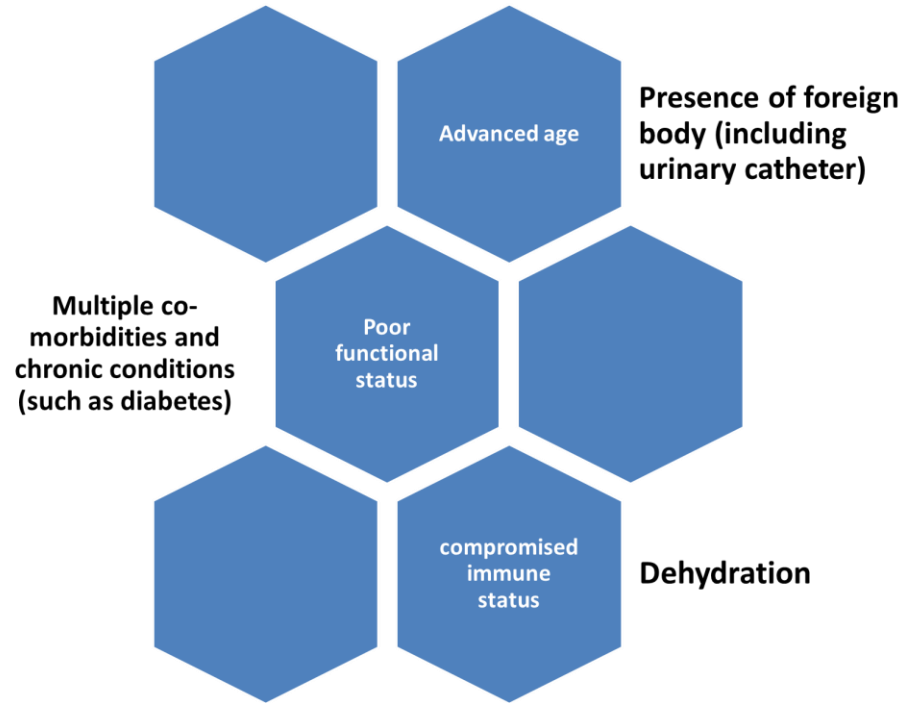 Advanced age
Presence of foreign
body (including
urinary catheter)
Multiple co-
morbidities and
chronic conditions
(such as diabetes)
Poor
functional
status
compromised
immune
status
Dehydration